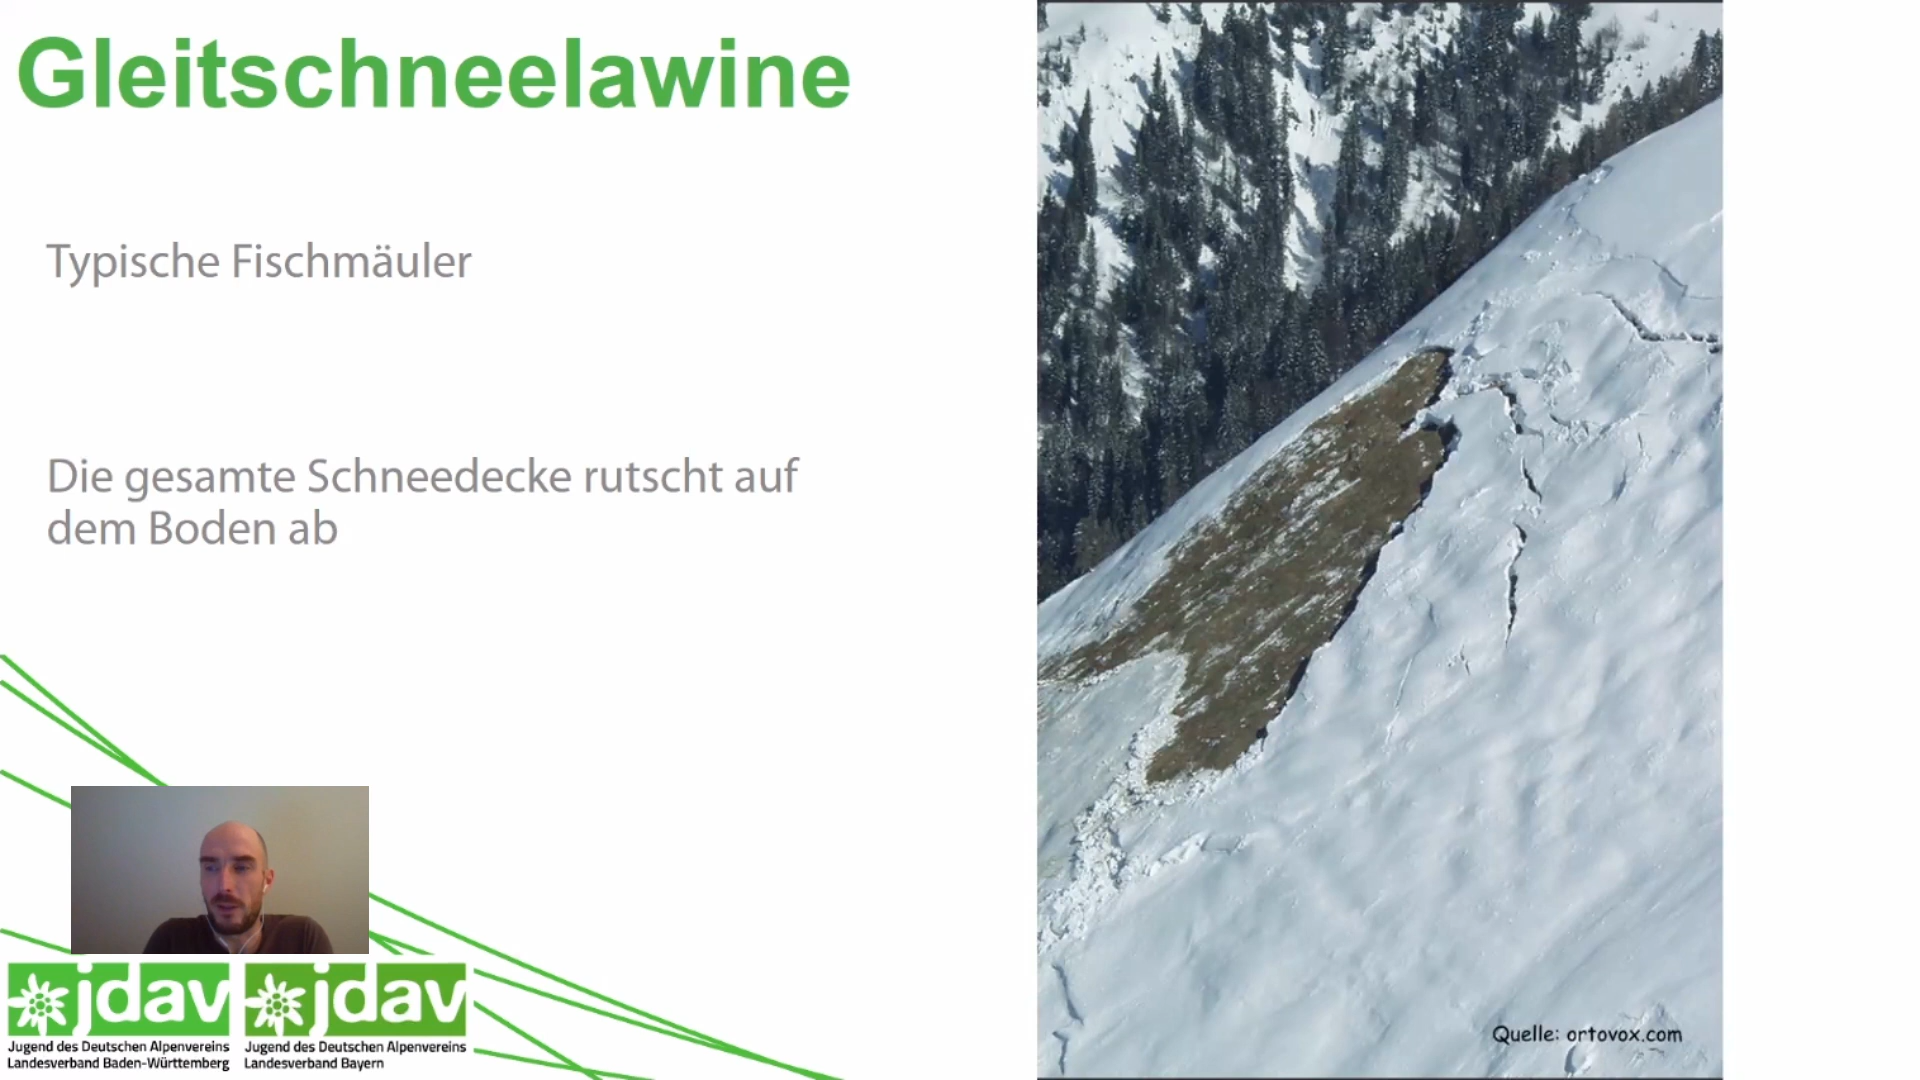 Gleitschneelawine
Typische Fischmäuler
Die gesamte Schneedecke rutscht auf
dem Boden ab
jdav
Jugend des Deutschen Alpenvereins
Landesverband Baden-Württemberg
jdav
Jugend des Deutschen Alpenvereins
Landesverband Bayern
Quelle: ortovox.com